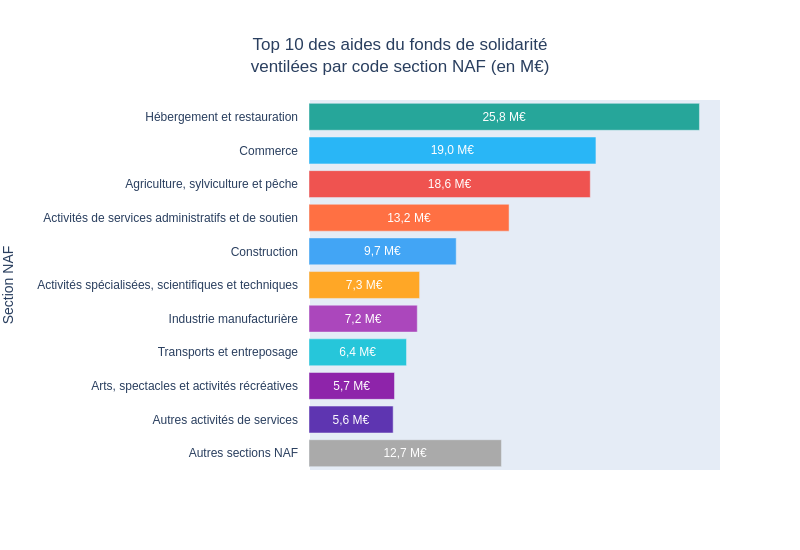 Top 10 des aides du fonds de solidarité
ventilées par code section NAF (en M€)
Section NAF
Hébergement et restauration 25,8 M€
Commerce 19,0 M€
Agriculture, sylviculture et pêche 18,6 M€
Activités de services administratifs et de soutien 13,2 M€
Construction 9,7 M€
Activités spécialisées, scientifiques et techniques 7,3 M€
Industrie manufacturière 7,2 M€
Transports et entreposage 6,4 M€
Arts, spectacles et activités récréatives 5,7 M€
Autres activités de services 5,6 M€
Autres sections NAF 12,7 M€